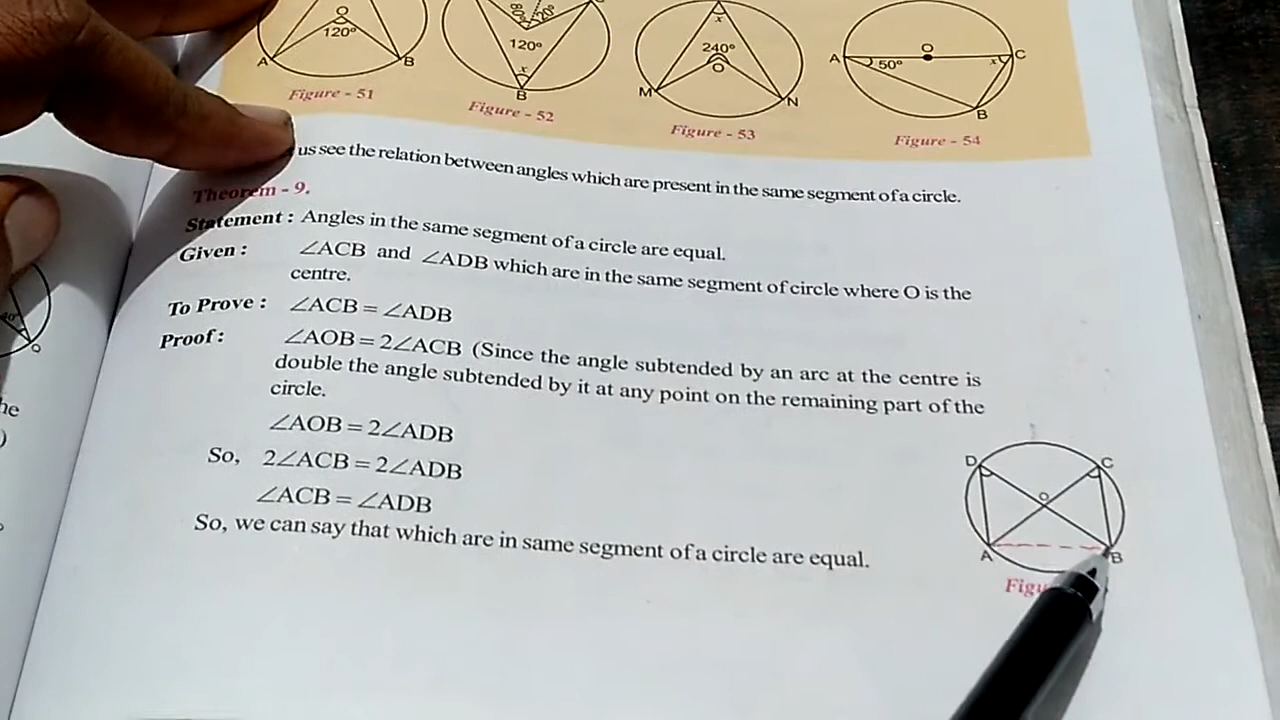 O
120°
A
B
Figure - 51
80°
20°
120°
x
B
Figure - 52
x
240°
O
M
N
Figure - 53
O
A
50°
x
C
B
Figure - 54
us see the relation between angles which are present in the same segment of a circle.
Theorem - 9.
Statement : Angles in the same segment of a circle are equal.
Given : ∠ACB and ∠ADB which are in the same segment of circle where O is the
centre.
To Prove : ∠ACB = ∠ADB
Proof : ∠AOB = 2∠ACB (Since the angle subtended by an arc at the centre is
double the angle subtended by it at any point on the remaining part of the
circle.
∠AOB = 2∠ADB
So, 2∠ACB = 2∠ADB
∠ACB = ∠ADB
So, we can say that which are in same segment of a circle are equal.
D
C
O
A
B